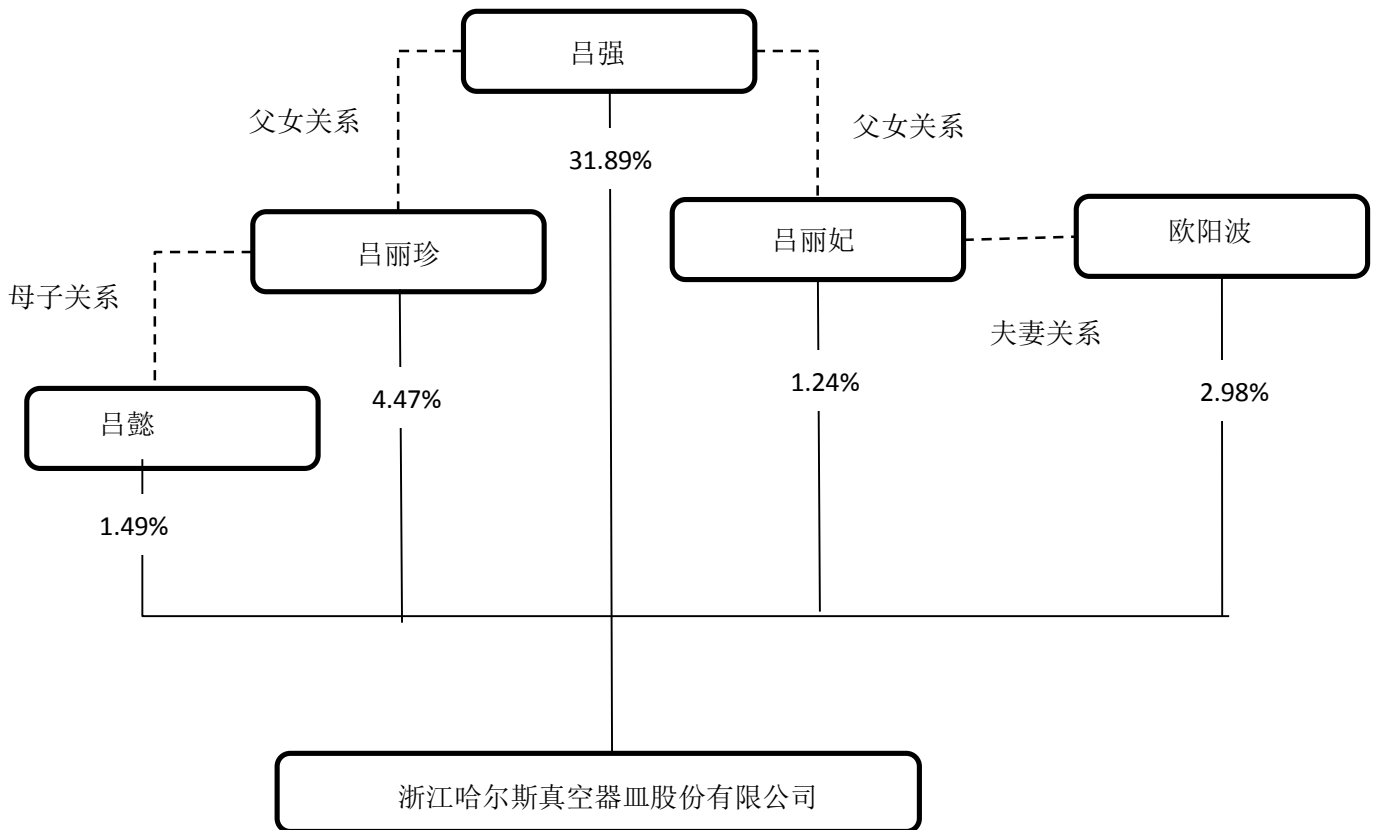 吕强
父女关系
父女关系
31.89%
吕丽珍
吕丽妃
欧阳波
母子关系
夫妻关系
4.47%
1.24%
2.98%
吕懿
1.49%
浙江哈尔斯真空器皿股份有限公司